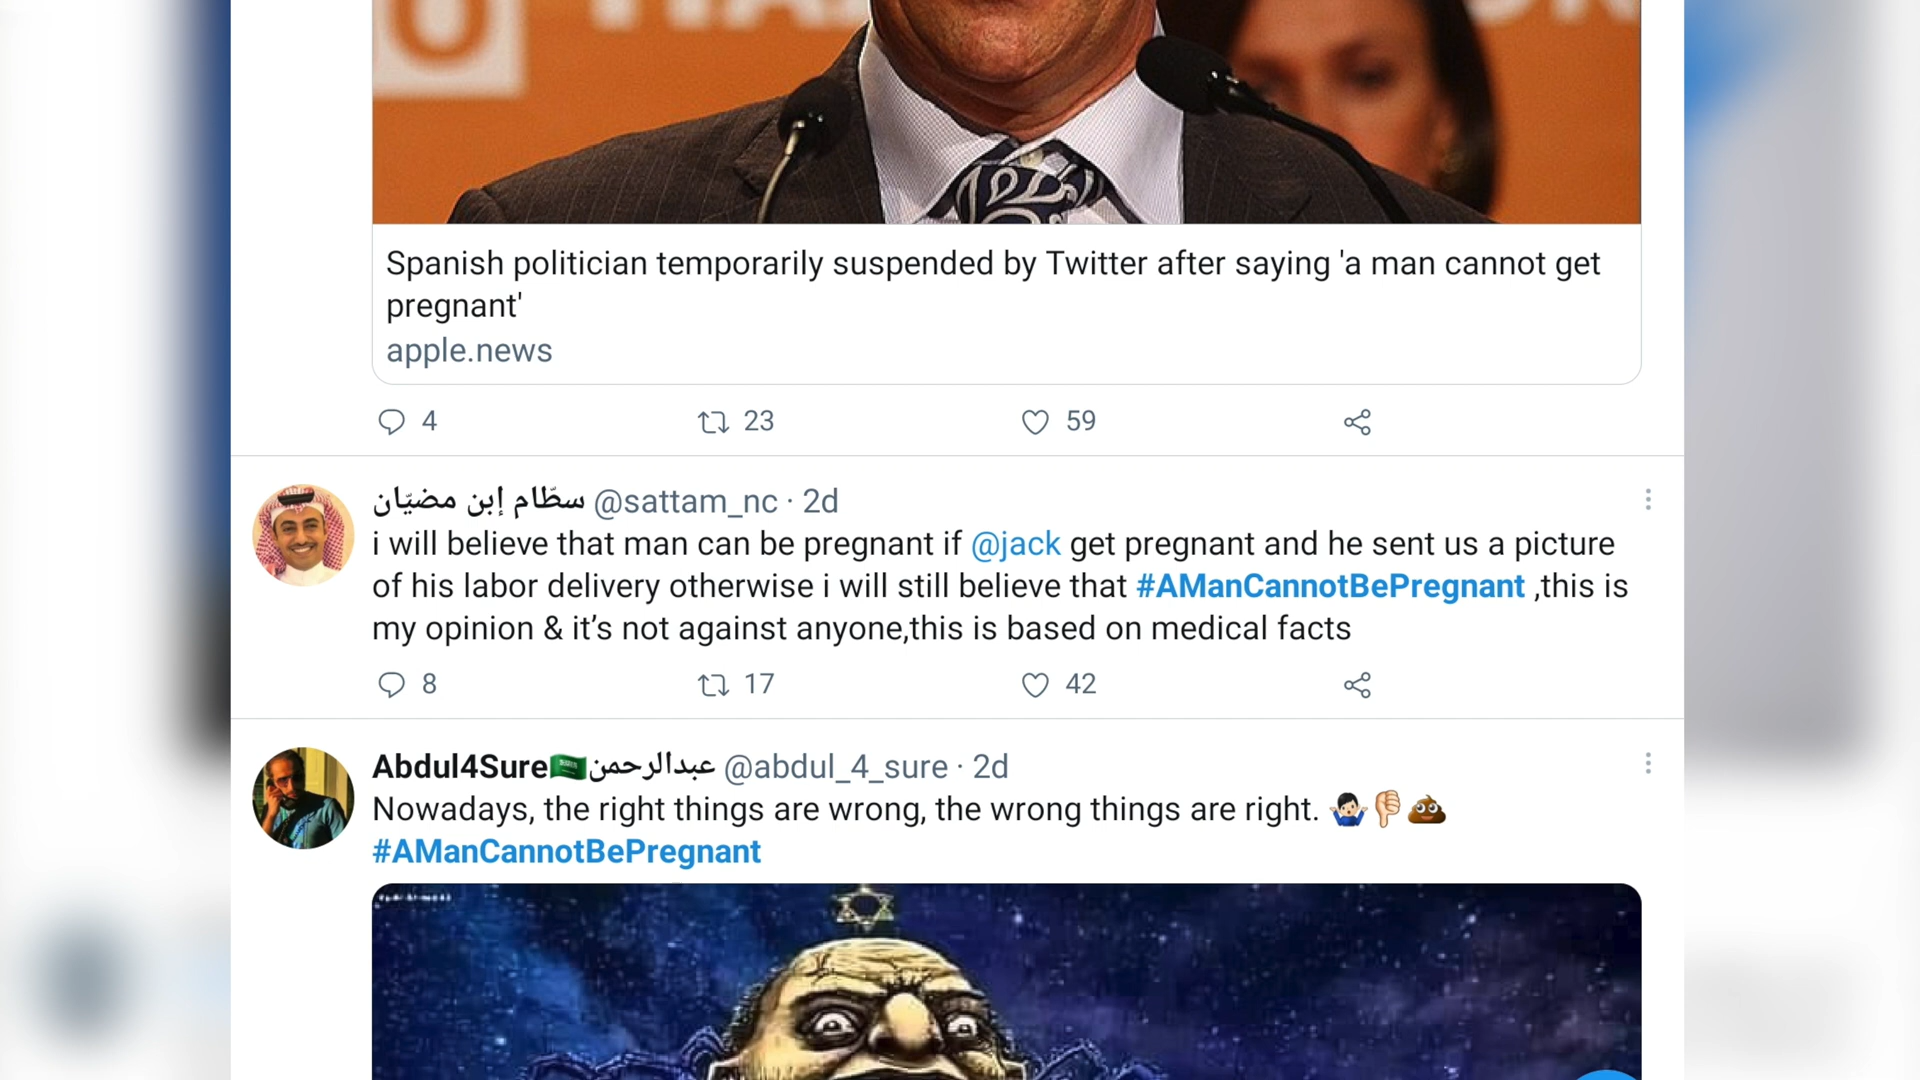 Spanish politician temporarily suspended by Twitter after saying 'a man cannot get
pregnant'
apple.news
4 23 59
سطّام إبن مضيّان @sattam_nc · 2d
i will believe that man can be pregnant if @jack get pregnant and he sent us a picture
of his labor delivery otherwise i will still believe that #AManCannotBePregnant ,this is
my opinion & it’s not against anyone,this is based on medical facts
8 17 42
Abdul4Sure🇸🇦عبدالرحمن @abdul_4_sure · 2d
Nowadays, the right things are wrong, the wrong things are right. 🤷🏻‍♂️👎🏻💩
#AManCannotBePregnant